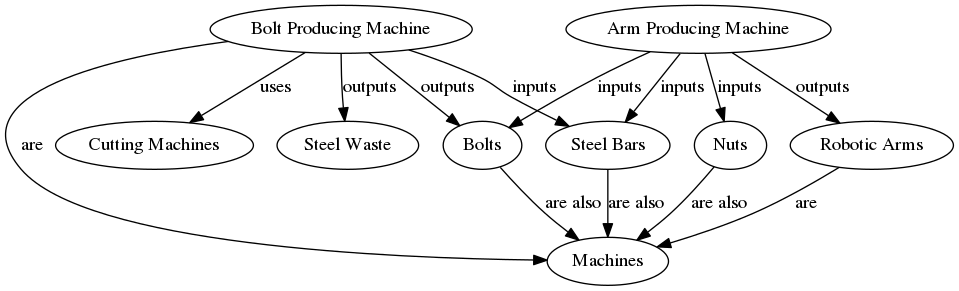 Bolt Producing Machine
Arm Producing Machine
uses
outputs
outputs
inputs
inputs
inputs
inputs
outputs
are
Cutting Machines
Steel Waste
Bolts
Steel Bars
Nuts
Robotic Arms
are also
are also
are also
are
Machines